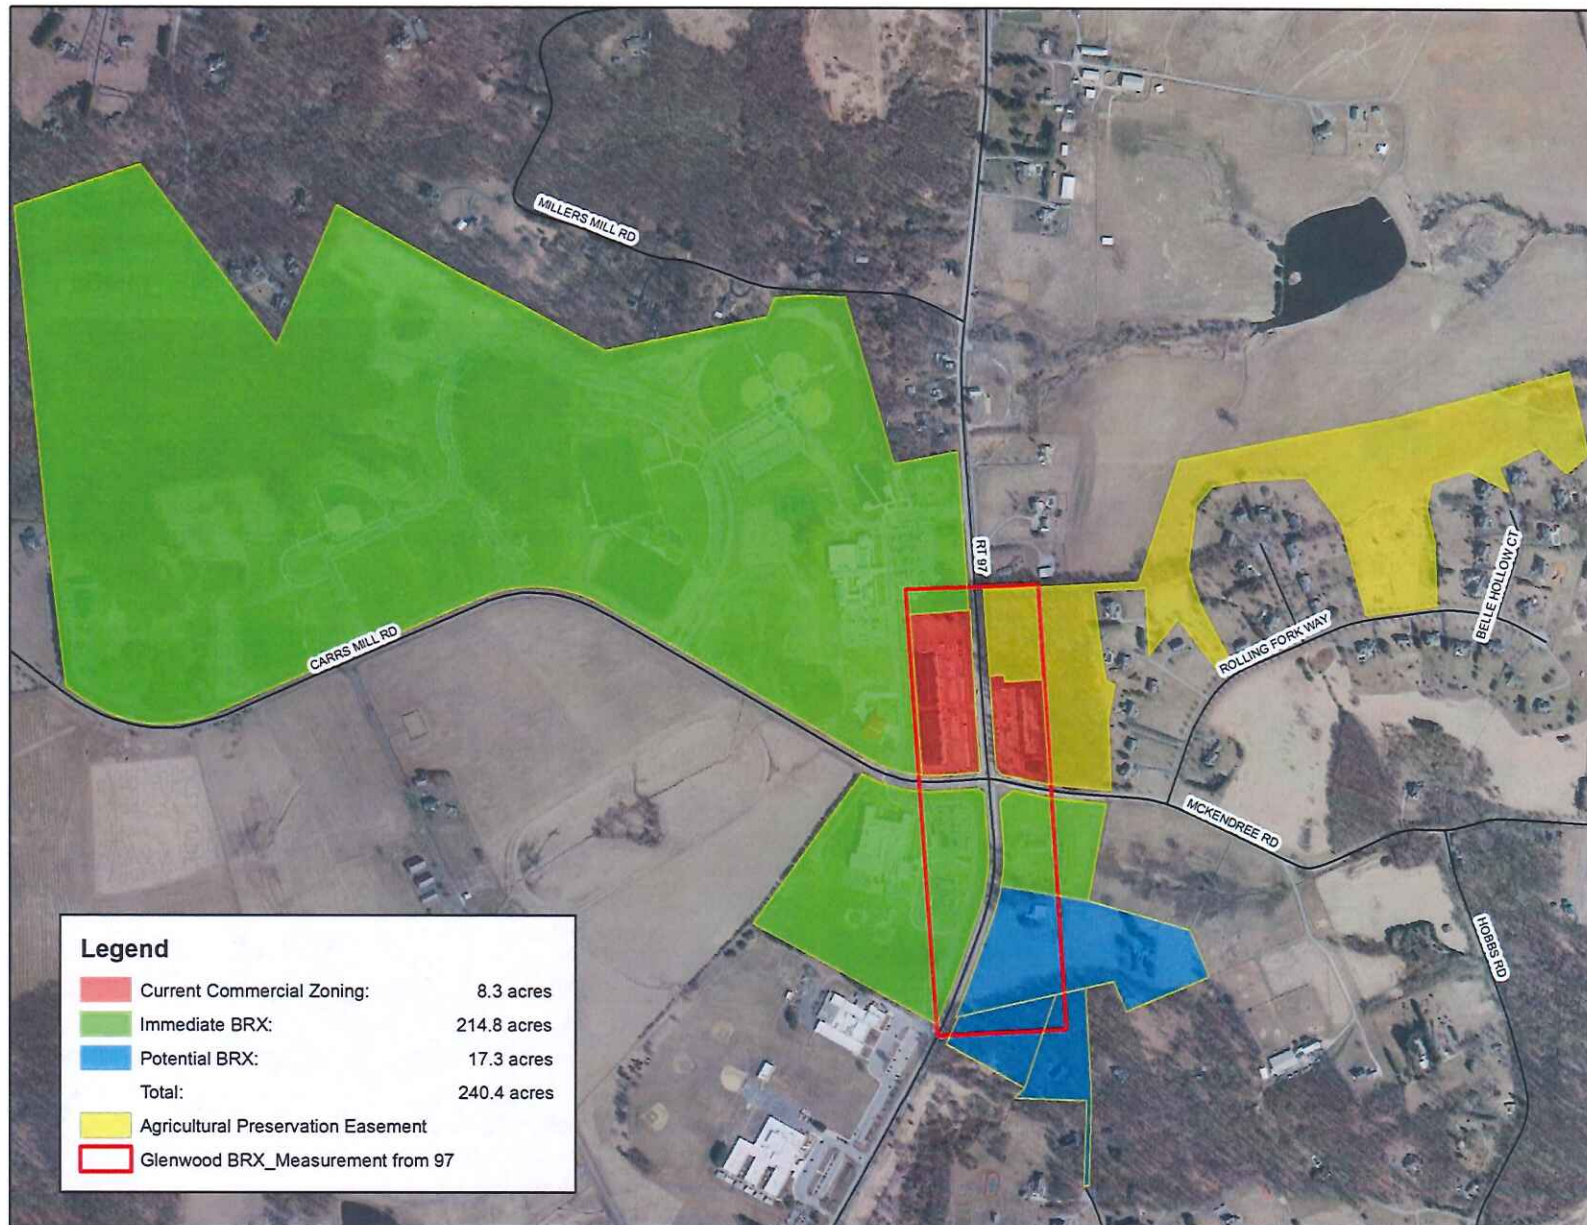 MILLERS MILL RD
RT 97
BELLE HOLLOW CT
ROLLING FORK WAY
CARRS MILL RD
MCKENDREE RD
HOBBS RD
Legend
Current Commercial Zoning: 8.3 acres
Immediate BRX: 214.8 acres
Potential BRX: 17.3 acres
Total: 240.4 acres
Agricultural Preservation Easement
Glenwood BRX_Measurement from 97